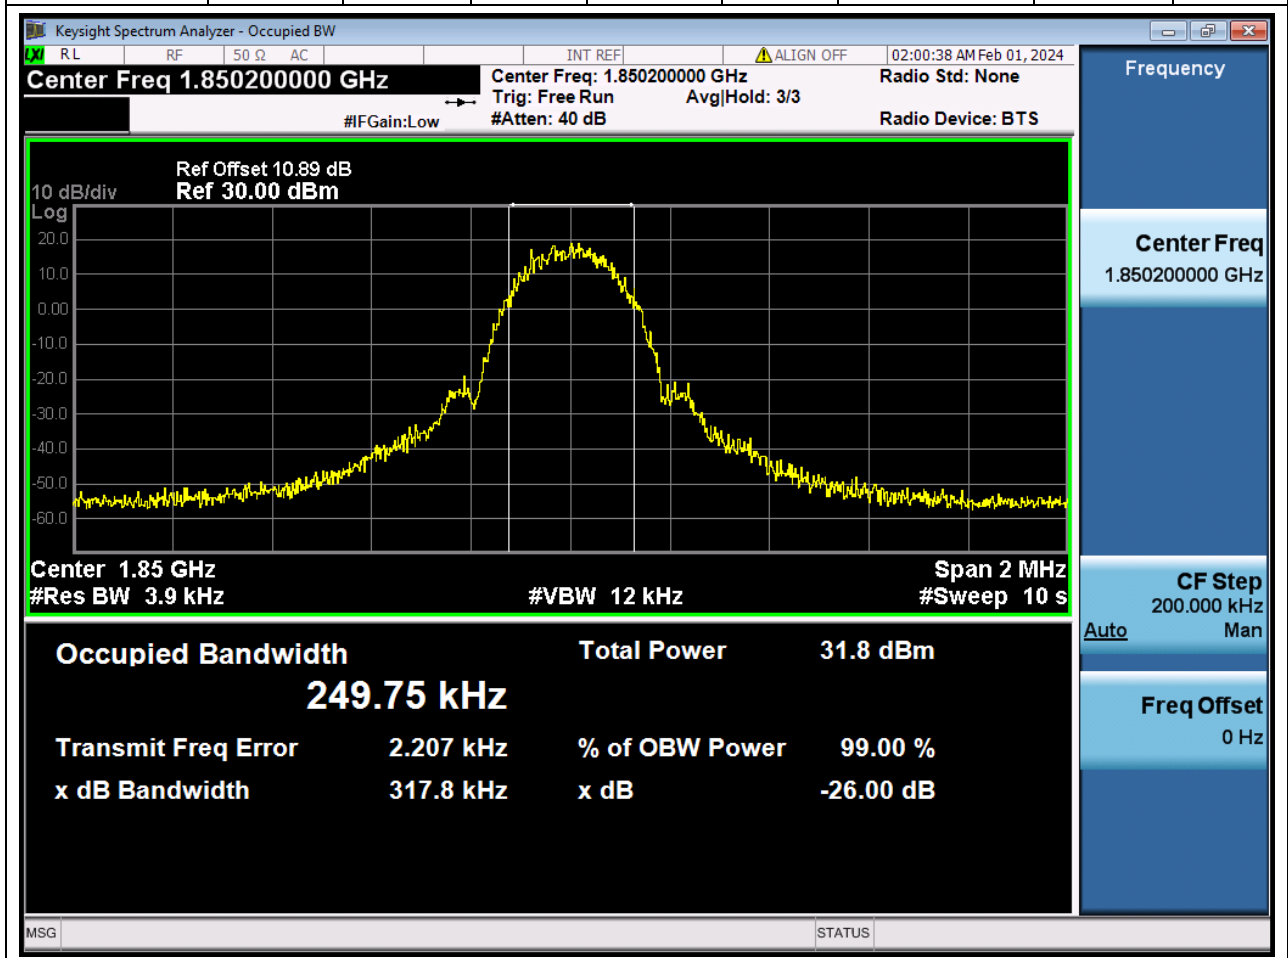 Keysight Spectrum Analyzer - Occupied BW
LXI RL RF 50 Ω AC INT REF ALIGN OFF 02:00:38 AM Feb 01, 2024
Center Freq 1.850200000 GHz
Center Freq: 1.850200000 GHz Radio Std: None
Trig: Free Run Avg|Hold: 3/3
#IFGain:Low #Atten: 40 dB Radio Device: BTS
Ref Offset 10.89 dB
10 dB/div Ref 30.00 dBm
Log
20.0
10.0
0.00
-10.0
-20.0
-30.0
-40.0
-50.0
-60.0
Center 1.85 GHz Span 2 MHz
#Res BW 3.9 kHz #VBW 12 kHz #Sweep 10 s
Occupied Bandwidth Total Power 31.8 dBm
249.75 kHz
Transmit Freq Error 2.207 kHz % of OBW Power 99.00 %
x dB Bandwidth 317.8 kHz x dB -26.00 dB
Frequency
Center Freq
1.850200000 GHz
CF Step
200.000 kHz
Auto Man
Freq Offset
0 Hz
MSG STATUS